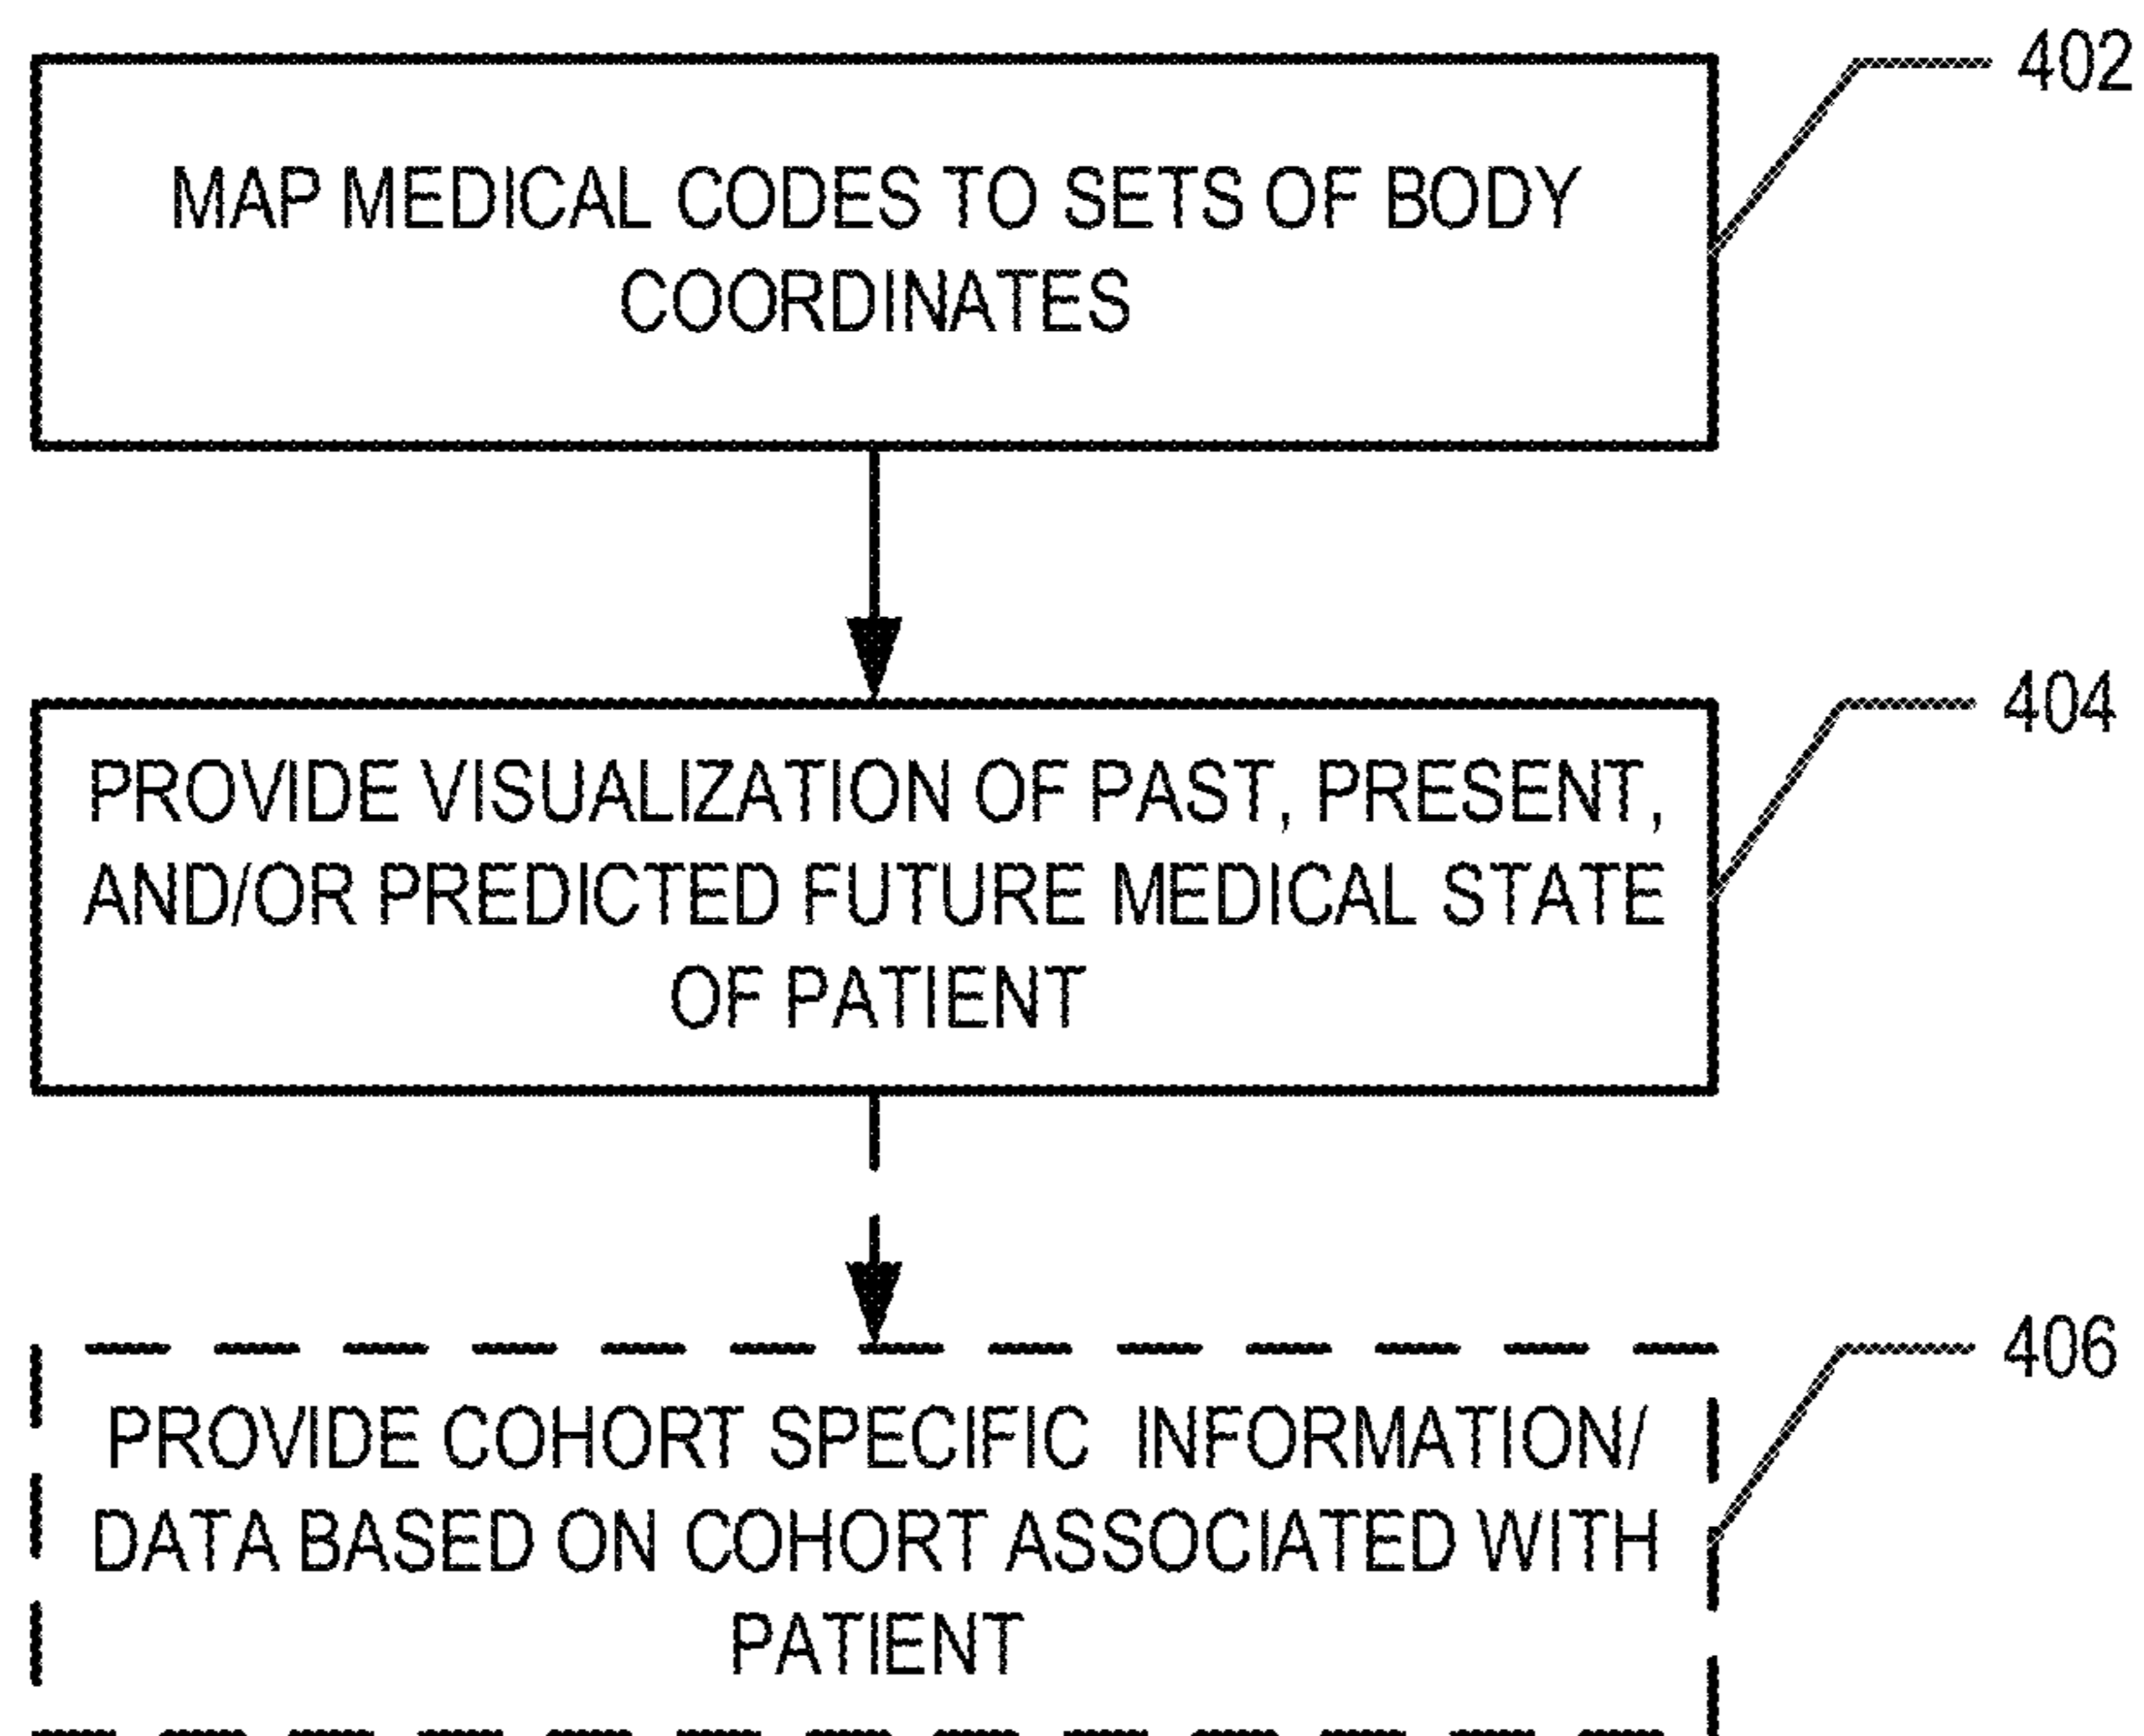 402
MAP MEDICAL CODES TO SETS OF BODY
COORDINATES
404
PROVIDE VISUALIZATION OF PAST, PRESENT,
AND/OR PREDICTED FUTURE MEDICAL STATE
OF PATIENT
406
PROVIDE COHORT SPECIFIC INFORMATION/
DATA BASED ON COHORT ASSOCIATED WITH
PATIENT